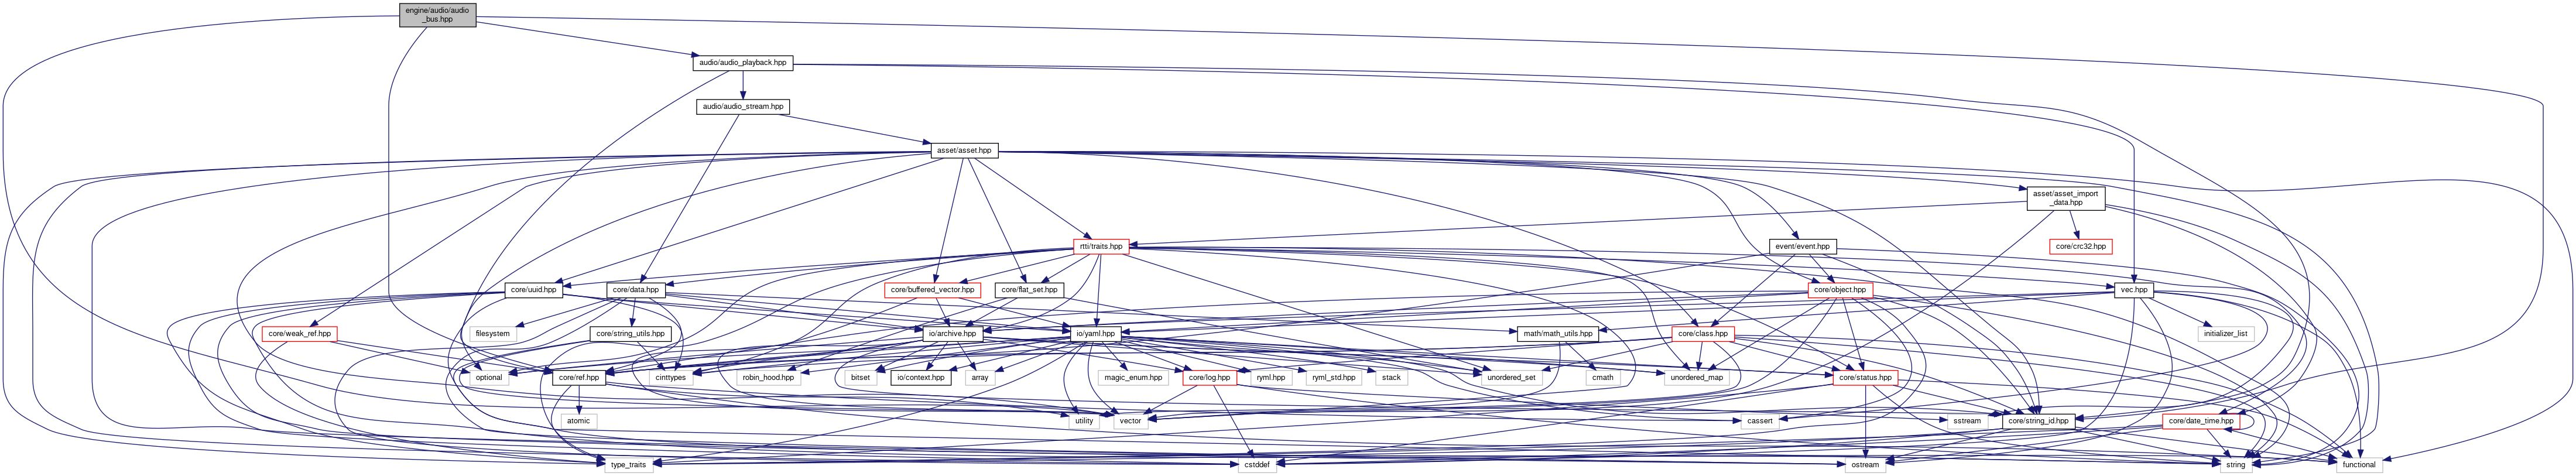 engine/audio/audio
_bus.hpp
audio/audio_playback.hpp
audio/audio_stream.hpp
asset/asset.hpp
asset/asset_import
_data.hpp
rtti/traits.hpp
event/event.hpp
core/crc32.hpp
core/uuid.hpp
core/data.hpp
core/buffered_vector.hpp
core/flat_set.hpp
core/object.hpp
vec.hpp
core/weak_ref.hpp
filesystem
core/string_utils.hpp
io/archive.hpp
io/yaml.hpp
math/math_utils.hpp
core/class.hpp
initializer_list
optional
core/ref.hpp
cinttypes
robin_hood.hpp
bitset
io/context.hpp
array
magic_enum.hpp
core/log.hpp
ryml.hpp
ryml_std.hpp
stack
unordered_set
cmath
unordered_map
core/status.hpp
atomic
utility
vector
cassert
sstream
core/string_id.hpp
core/date_time.hpp
type_traits
cstddef
ostream
string
functional